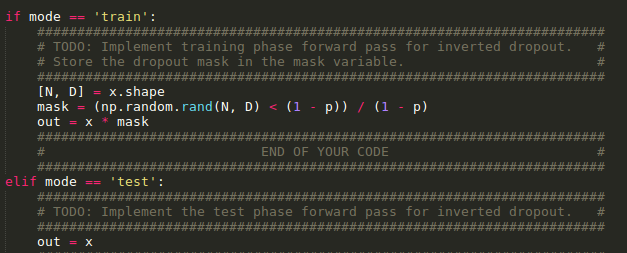 if mode == 'train':
######################################################################
# TODO: Implement training phase forward pass for inverted dropout.   #
# Store the dropout mask in the mask variable.                        #
######################################################################
[N, D] = x.shape
mask = (np.random.rand(N, D) < (1 - p)) / (1 - p)
out = x * mask
######################################################################
#                           END OF YOUR CODE                          #
######################################################################
elif mode == 'test':
######################################################################
# TODO: Implement the test phase forward pass for inverted dropout.   #
######################################################################
out = x